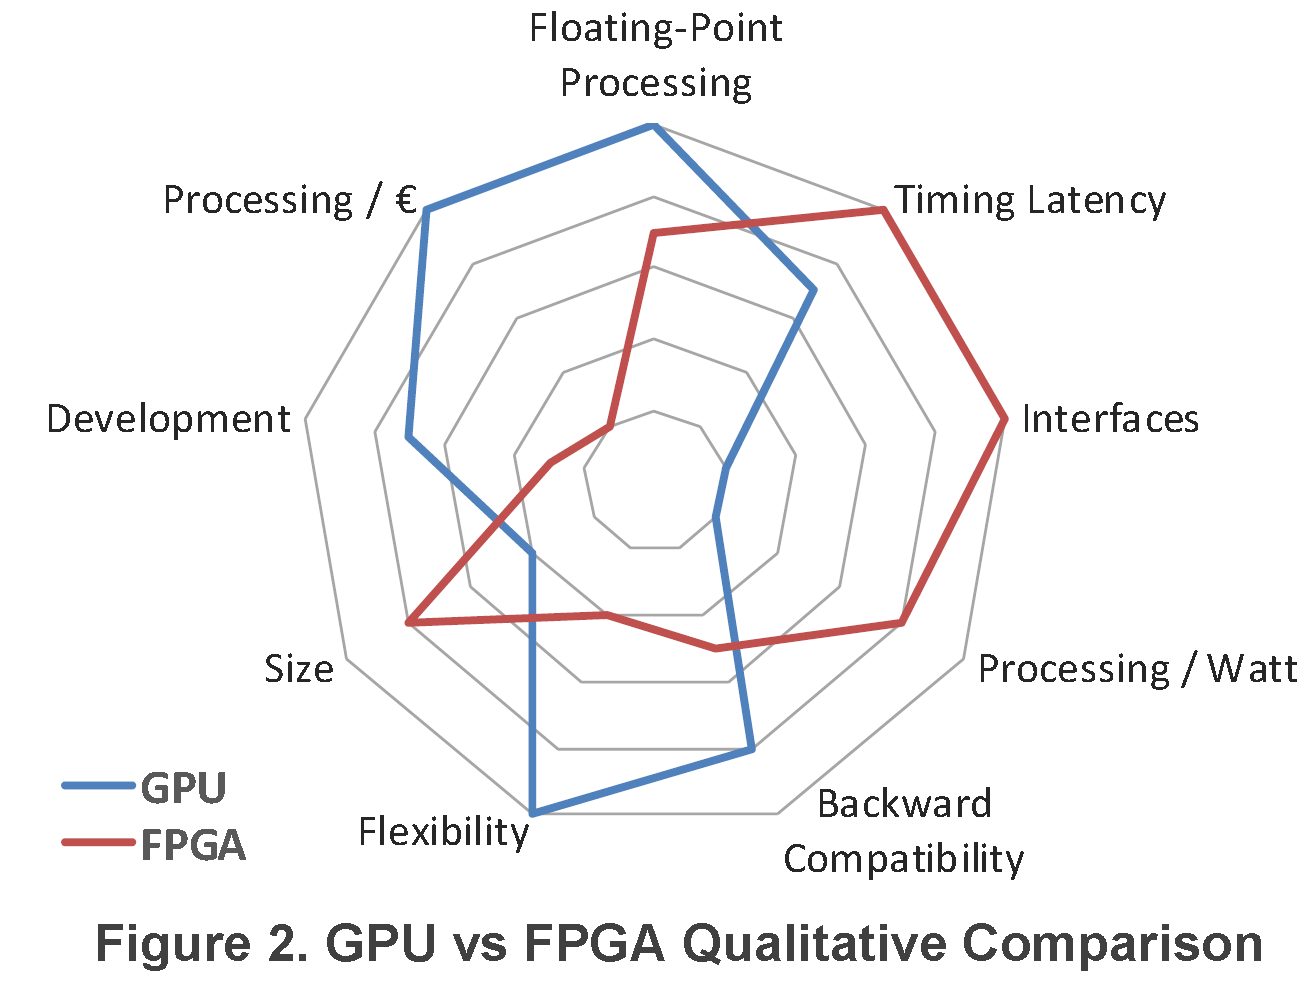 Floating-Point
Processing
Processing / €
Timing Latency
Development
Interfaces
Size
Processing / Watt
GPU
FPGA
Flexibility
Backward
Compatibility
Figure 2. GPU vs FPGA Qualitative Comparison